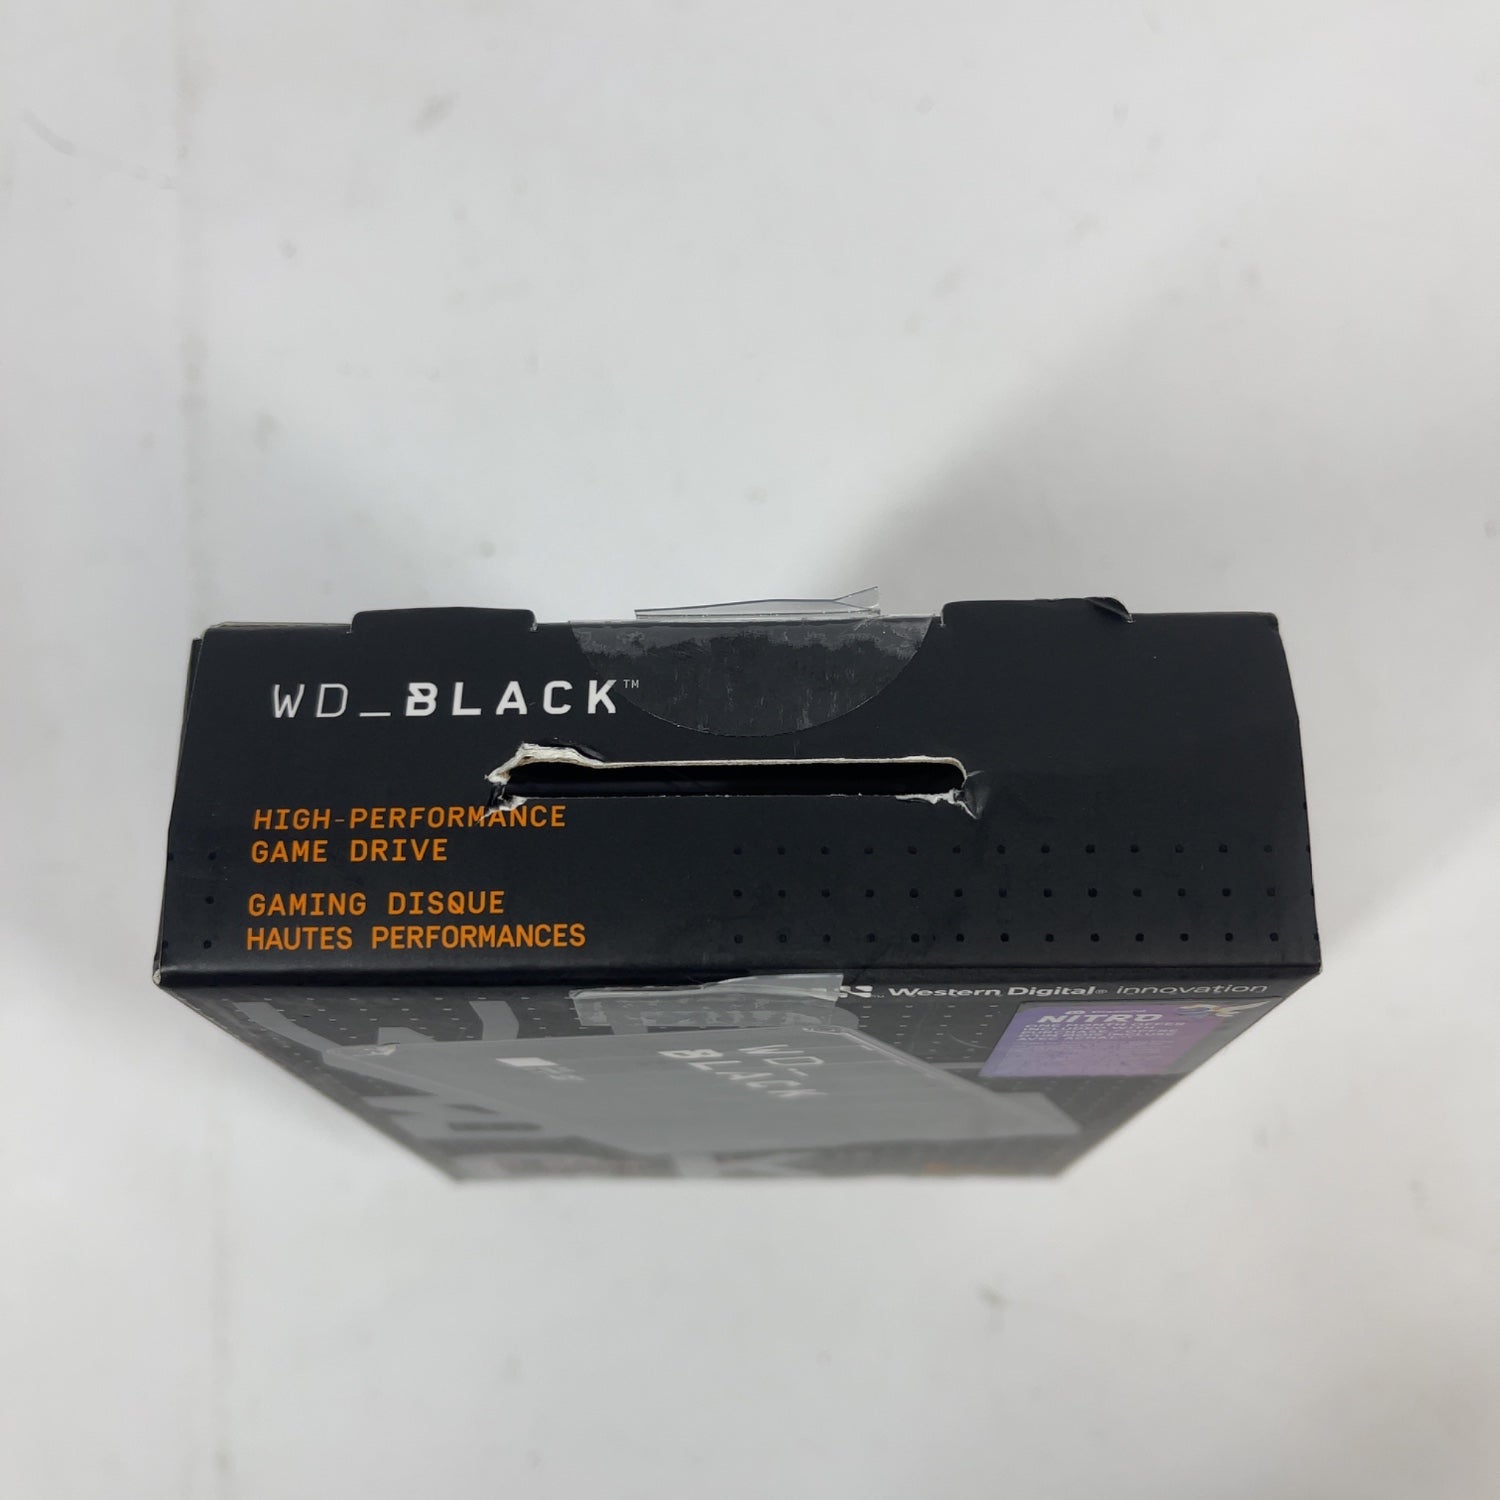 WD_BLACK™
HIGH-PERFORMANCE
GAME DRIVE
GAMING DISQUE
HAUTES PERFORMANCES
Western Digital® innovation
NITRO
WD_
BLACK